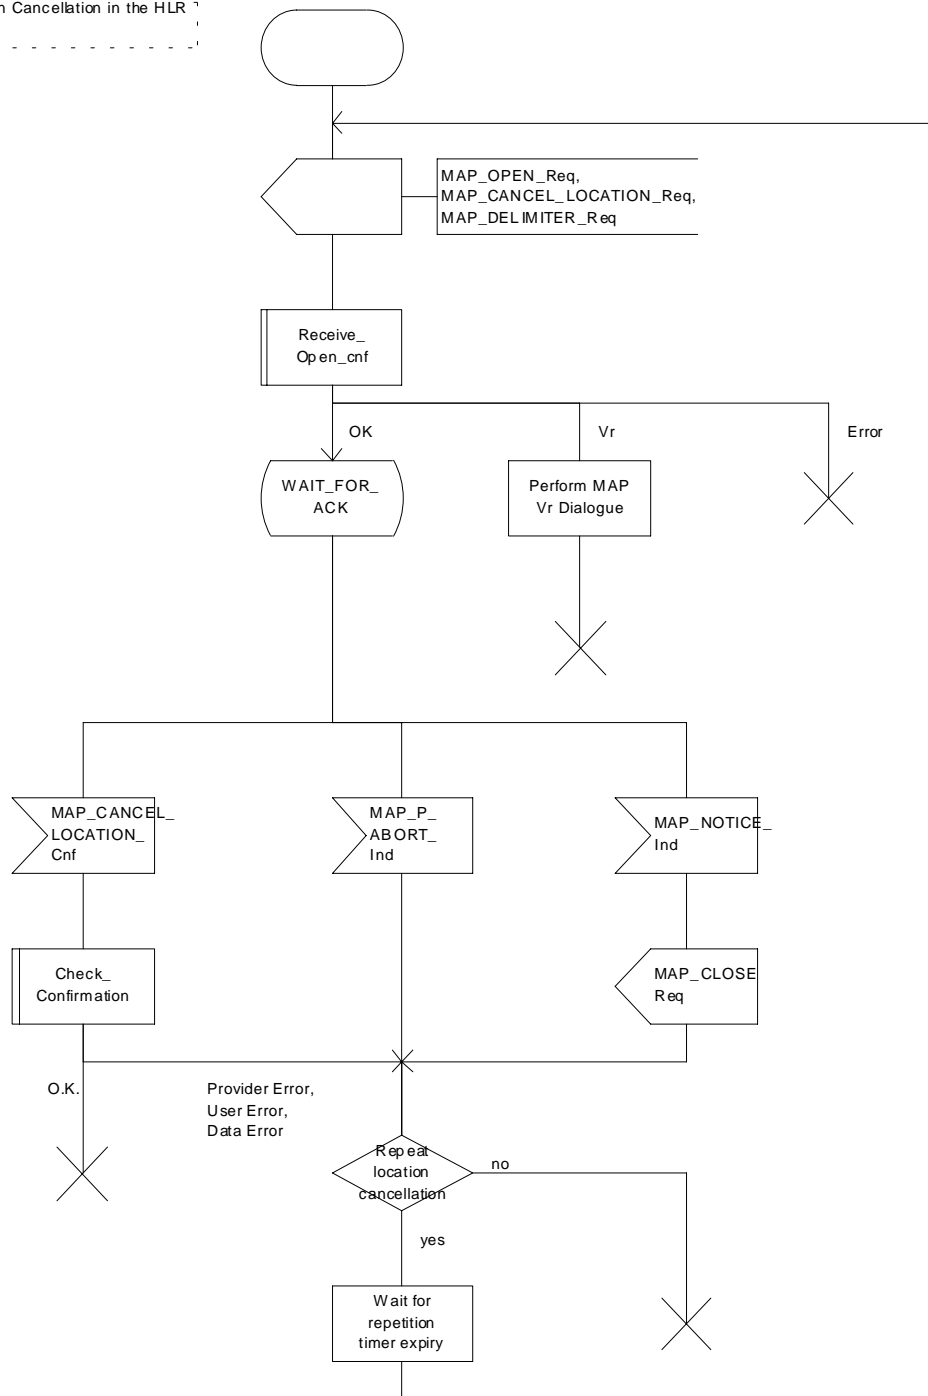 n Cancellation in the HLR
MAP_OPEN_Req,
MAP_CANCEL_LOCATION_Req,
MAP_DELIMITER_Req
Receive_
Open_cnf
OK
Vr
Error
WAIT_FOR_
ACK
Perform MAP
Vr Dialogue
MAP_CANCEL_
LOCATION_
Cnf
MAP_P_
ABORT_
Ind
MAP_NOTICE_
Ind
Check_
Confirmation
MAP_CLOSE
Req
O.K.
Provider Error,
User Error,
Data Error
Repeat
location
cancellation
no
yes
Wait for
repetition
timer expiry